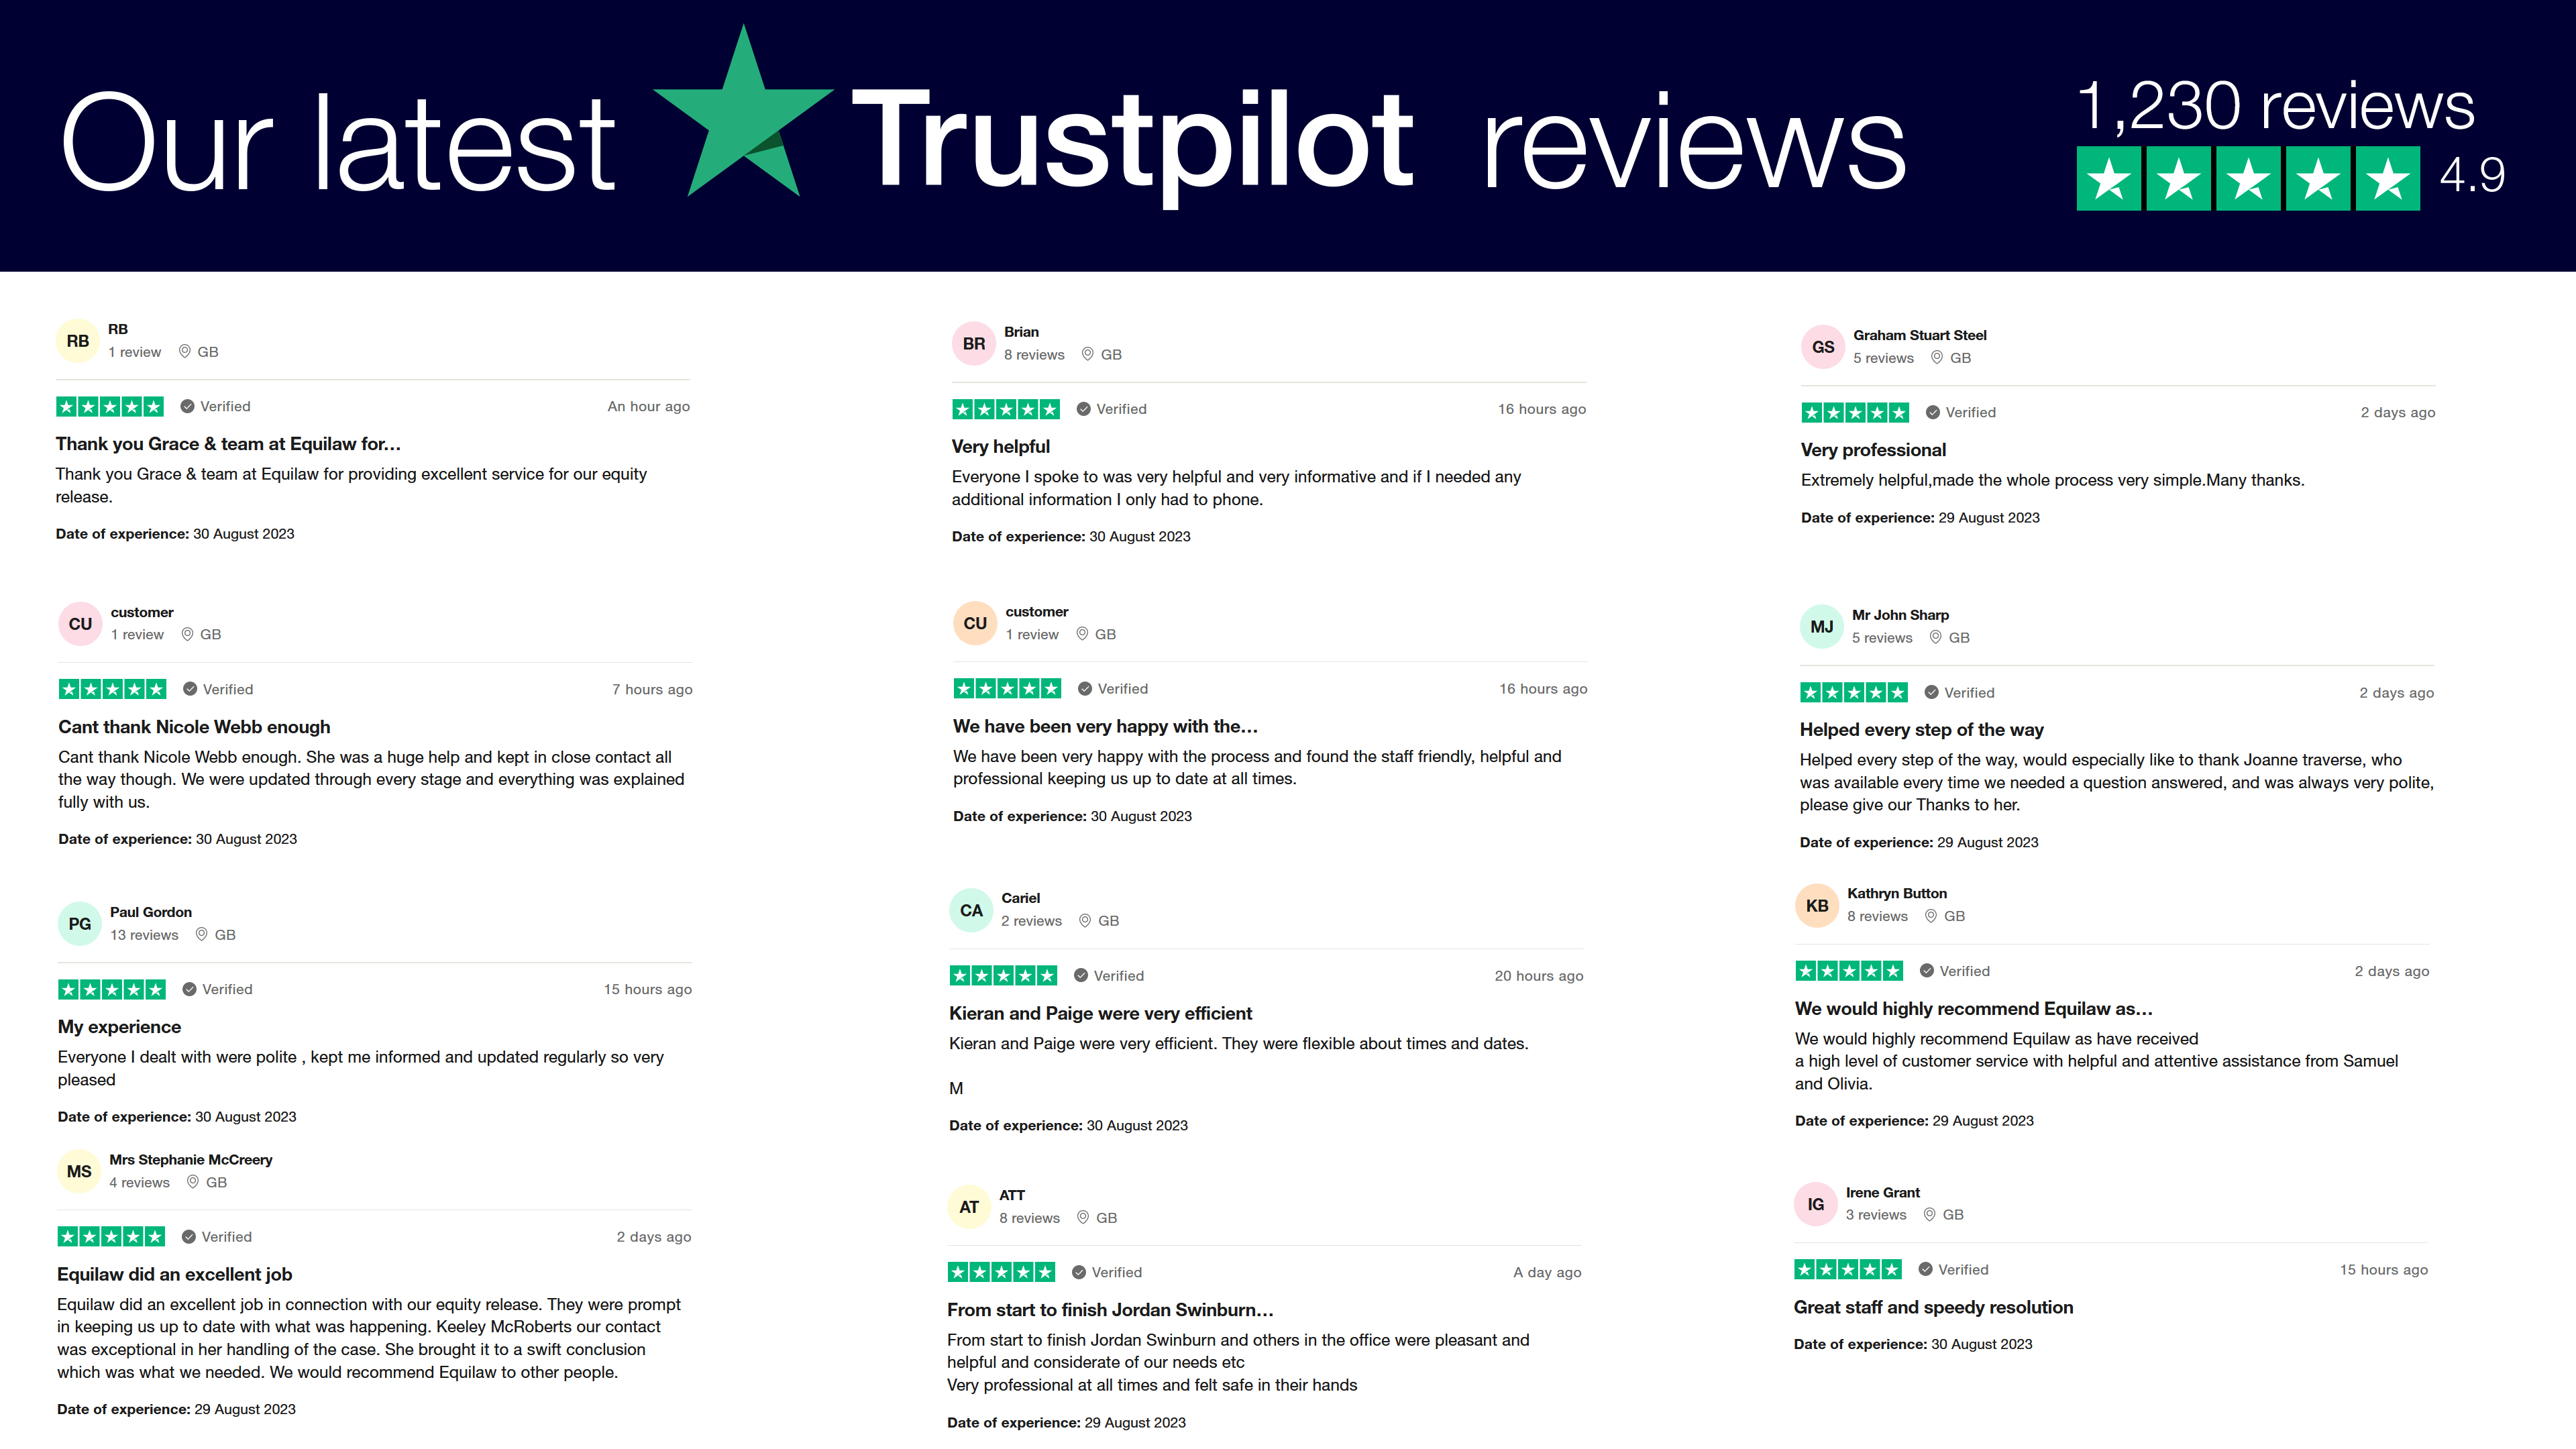 Our latest Trustpilot reviews
1,230 reviews
4.9
RB
RB
1 review GB
Verified An hour ago
Thank you Grace & team at Equilaw for...
Thank you Grace & team at Equilaw for providing excellent service for our equity
release.
Date of experience: 30 August 2023
CU
customer
1 review GB
Verified 7 hours ago
Cant thank Nicole Webb enough
Cant thank Nicole Webb enough. She was a huge help and kept in close contact all
the way though. We were updated through every stage and everything was explained
fully with us.
Date of experience: 30 August 2023
PG
Paul Gordon
13 reviews GB
Verified 15 hours ago
My experience
Everyone I dealt with were polite , kept me informed and updated regularly so very
pleased
Date of experience: 30 August 2023
MS
Mrs Stephanie McCreery
4 reviews GB
Verified 2 days ago
Equilaw did an excellent job
Equilaw did an excellent job in connection with our equity release. They were prompt
in keeping us up to date with what was happening. Keeley McRoberts our contact
was exceptional in her handling of the case. She brought it to a swift conclusion
which was what we needed. We would recommend Equilaw to other people.
Date of experience: 29 August 2023
BR
Brian
8 reviews GB
Verified 16 hours ago
Very helpful
Everyone I spoke to was very helpful and very informative and if I needed any
additional information I only had to phone.
Date of experience: 30 August 2023
CU
customer
1 review GB
Verified 16 hours ago
We have been very happy with the...
We have been very happy with the process and found the staff friendly, helpful and
professional keeping us up to date at all times.
Date of experience: 30 August 2023
CA
Cariel
2 reviews GB
Verified 20 hours ago
Kieran and Paige were very efficient
Kieran and Paige were very efficient. They were flexible about times and dates.
M
Date of experience: 30 August 2023
AT
ATT
8 reviews GB
Verified A day ago
From start to finish Jordan Swinburn...
From start to finish Jordan Swinburn and others in the office were pleasant and
helpful and considerate of our needs etc
Very professional at all times and felt safe in their hands
Date of experience: 29 August 2023
GS
Graham Stuart Steel
5 reviews GB
Verified 2 days ago
Very professional
Extremely helpful,made the whole process very simple.Many thanks.
Date of experience: 29 August 2023
MJ
Mr John Sharp
5 reviews GB
Verified 2 days ago
Helped every step of the way
Helped every step of the way, would especially like to thank Joanne traverse, who
was available every time we needed a question answered, and was always very polite,
please give our Thanks to her.
Date of experience: 29 August 2023
KB
Kathryn Button
8 reviews GB
Verified 2 days ago
We would highly recommend Equilaw as...
We would highly recommend Equilaw as have received
a high level of customer service with helpful and attentive assistance from Samuel
and Olivia.
Date of experience: 29 August 2023
IG
Irene Grant
3 reviews GB
Verified 15 hours ago
Great staff and speedy resolution
Date of experience: 30 August 2023